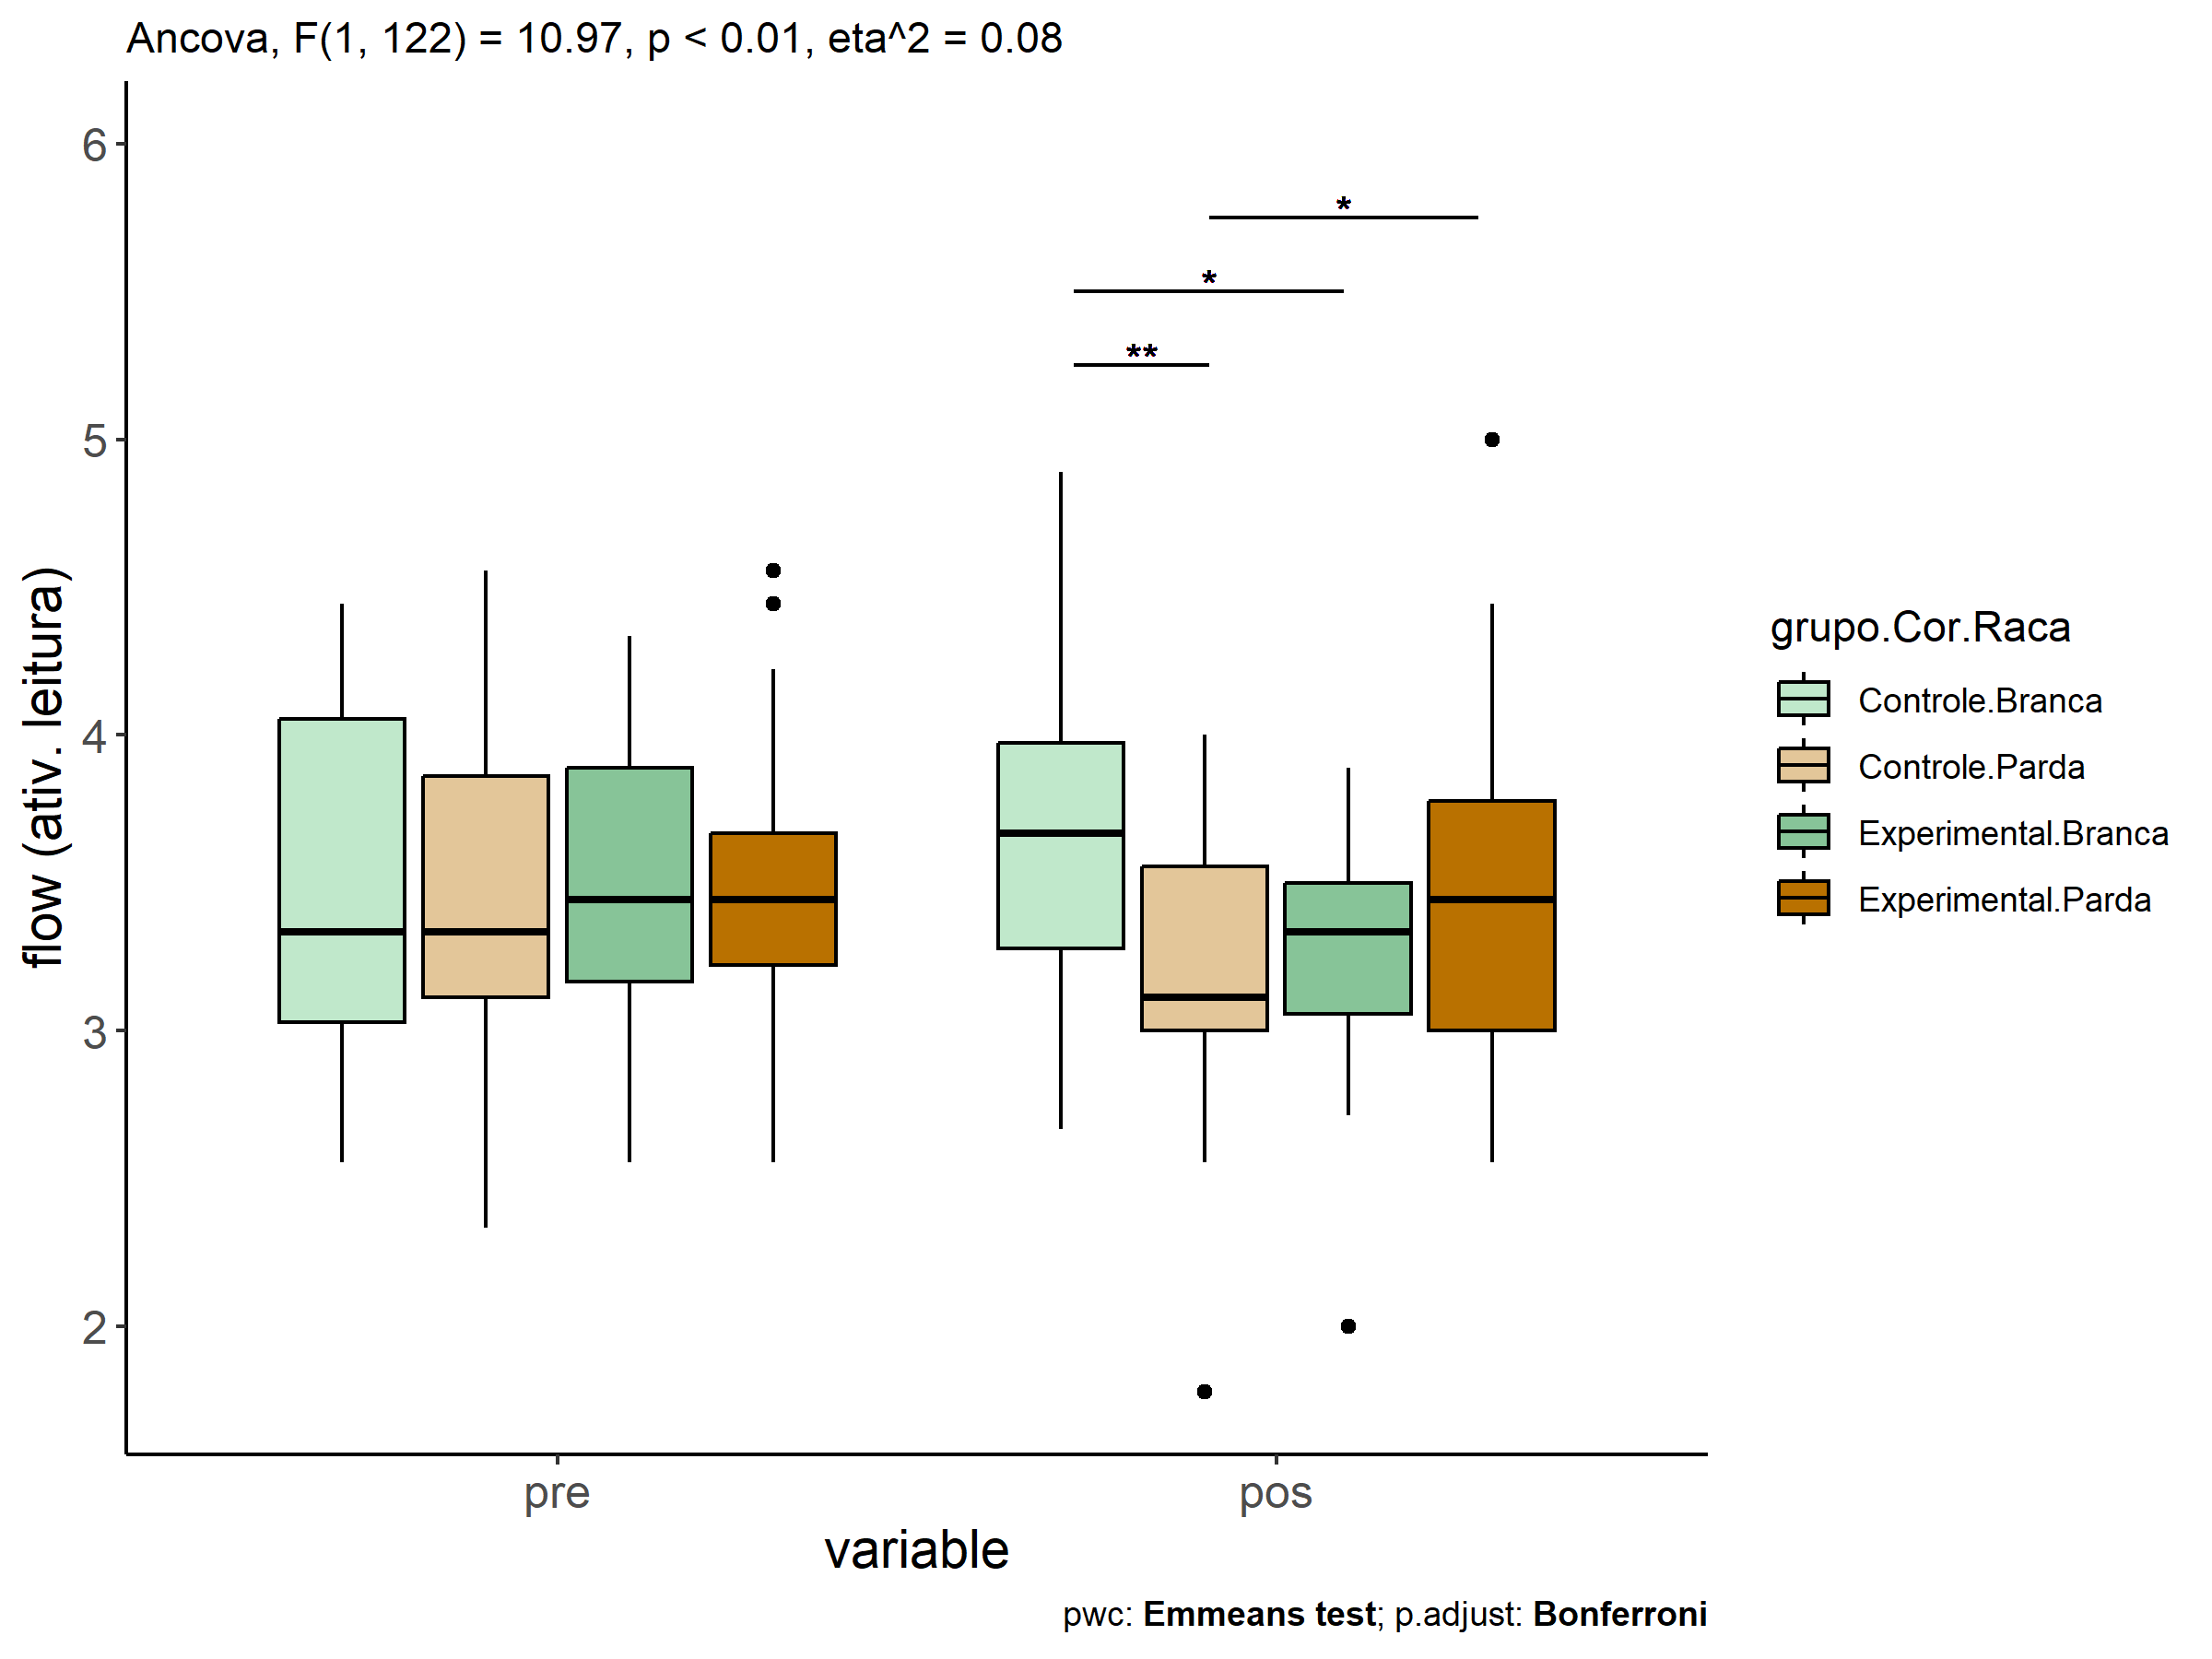 Ancova, F(1, 122) = 10.97, p < 0.01, eta^2 = 0.08
6
5
4
3
2
flow (ativ. leitura)
*
*
**
pre
pos
variable
grupo.Cor.Raca
Controle.Branca
Controle.Parda
Experimental.Branca
Experimental.Parda
pwc: Emmeans test; p.adjust: Bonferroni